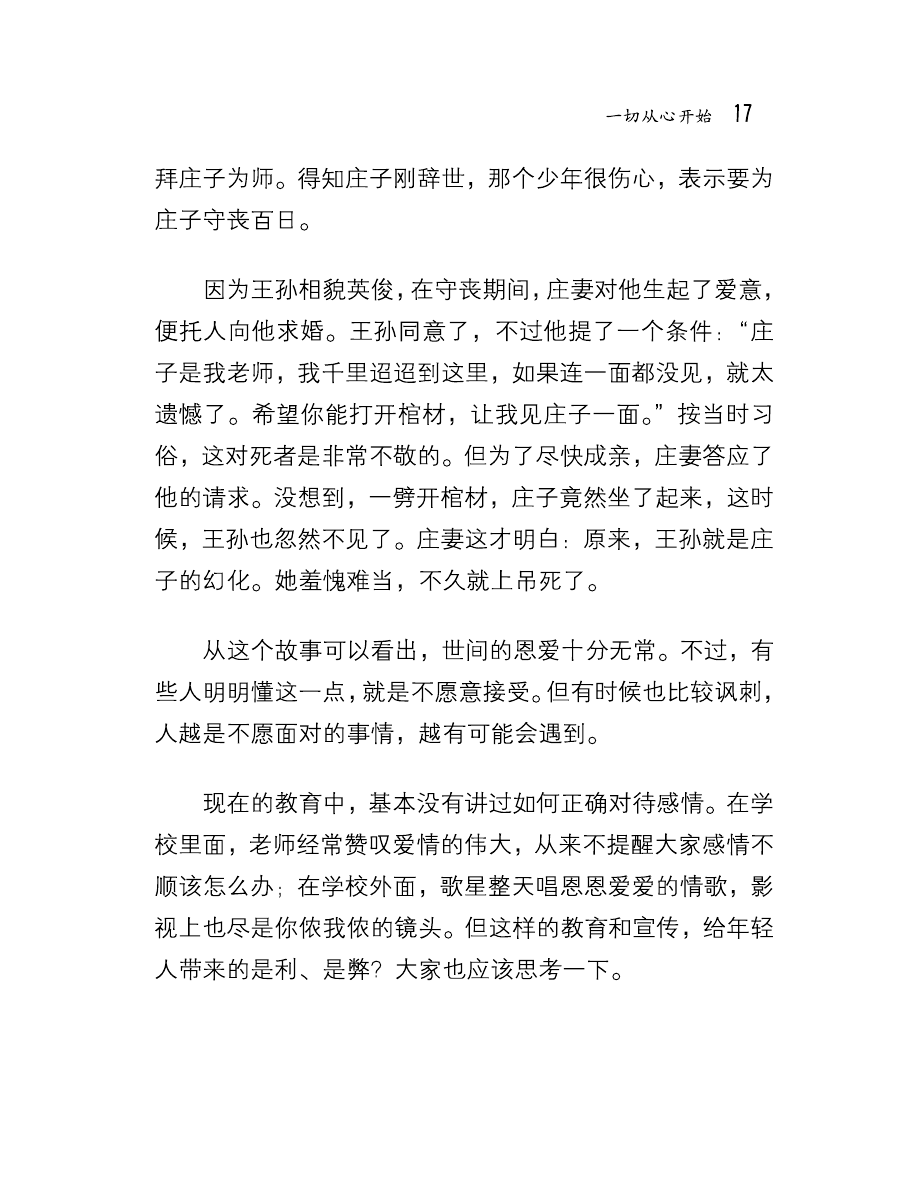 一切从心开始 17
拜庄子为师。得知庄子刚辞世，那个少年很伤心，表示要为
庄子守丧百日。
因为王孙相貌英俊，在守丧期间，庄妻对他生起了爱意，
便托人向他求婚。王孙同意了，不过他提了一个条件：“庄
子是我老师，我千里迢迢到这里，如果连一面都没见，就太
遗憾了。希望你能打开棺材，让我见庄子一面。”按当时习
俗，这对死者是非常不敬的。但为了尽快成亲，庄妻答应了
他的请求。没想到，一劈开棺材，庄子竟然坐了起来，这时
候，王孙也忽然不见了。庄妻这才明白：原来，王孙就是庄
子的幻化。她羞愧难当，不久就上吊死了。
从这个故事可以看出，世间的恩爱十分无常。不过，有
些人明明懂这一点，就是不愿意接受。但有时候也比较讽刺，
人越是不愿面对的事情，越有可能会遇到。
现在的教育中，基本没有讲过如何正确对待感情。在学
校里面，老师经常赞叹爱情的伟大，从来不提醒大家感情不
顺该怎么办；在学校外面，歌星整天唱恩恩爱爱的情歌，影
视上也尽是你侬我侬的镜头。但这样的教育和宣传，给年轻
人带来的是利、是弊？大家也应该思考一下。